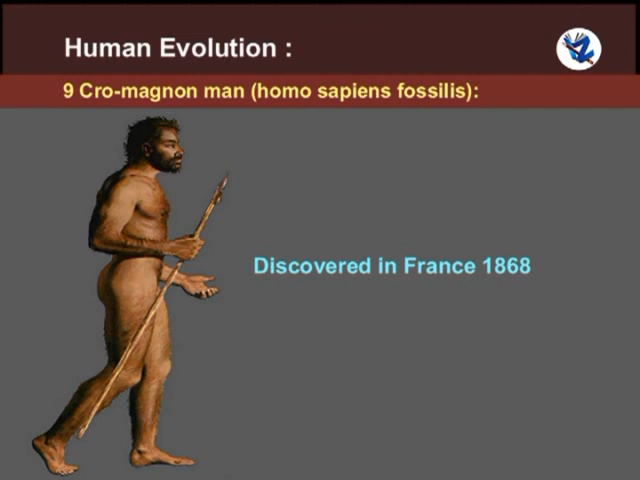 Human Evolution :
9 Cro-magnon man (homo sapiens fossilis):
Discovered in France 1868